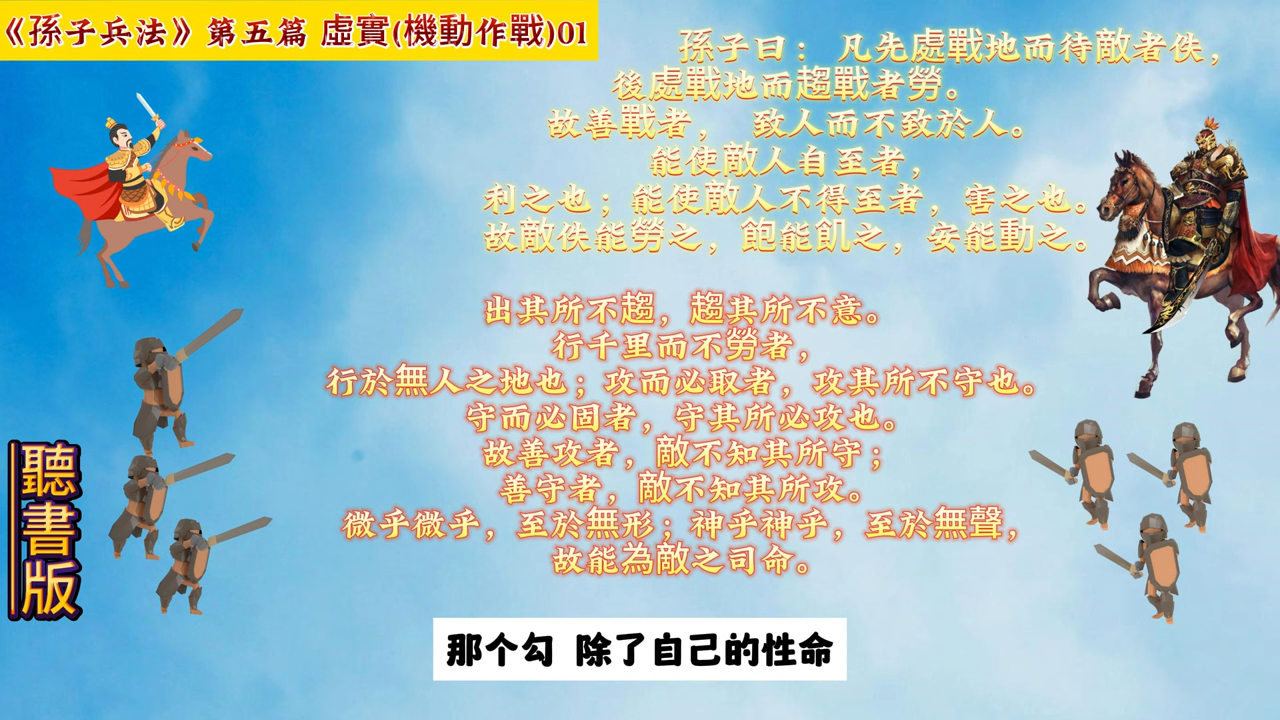 《孫子兵法》第五篇 虛實(機動作戰)01
孫子曰： 凡先處戰地而待敵者佚，
後處戰地而趨戰者勞。
故善戰者， 致人而不致於人。
能使敵人自至者，
利之也；能使敵人不得至者，害之也。
故敵佚能勞之，飽能飢之，安能動之。
出其所不趨，趨其所不意。
行千里而不勞者，
行於無人之地也；攻而必取者，攻其所不守也。
守而必固者，守其所必攻也。
故善攻者，敵不知其所守；
善守者，敵不知其所攻。
微乎微乎，至於無形；神乎神乎，至於無聲，
故能為敵之司命。
聽書版
那个勾 除了自己的性命